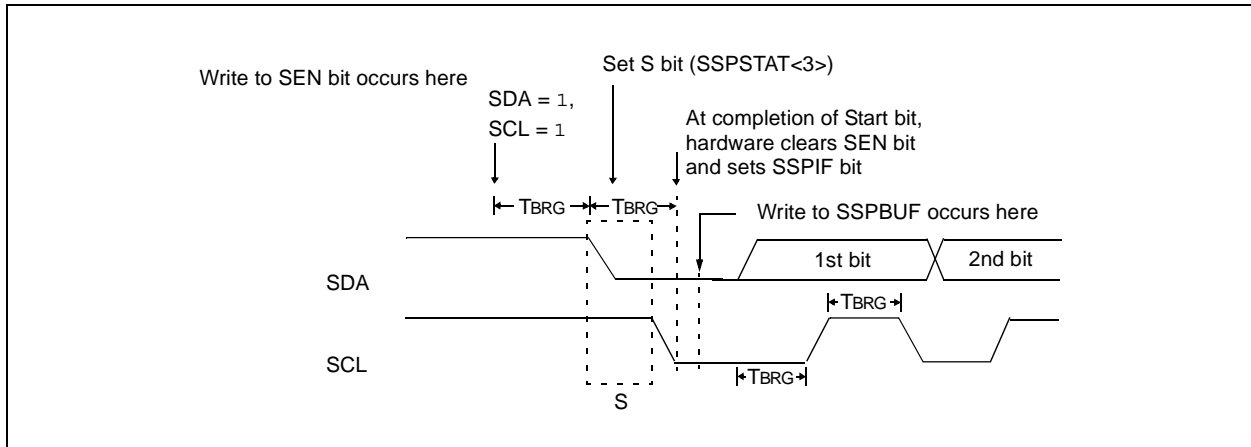 Write to SEN bit occurs here
Set S bit (SSPSTAT<3>)
SDA = 1,
SCL = 1
At completion of Start bit,
hardware clears SEN bit
and sets SSPIF bit
TBRG
TBRG
Write to SSPBUF occurs here
SDA
1st bit
2nd bit
TBRG
SCL
TBRG
S